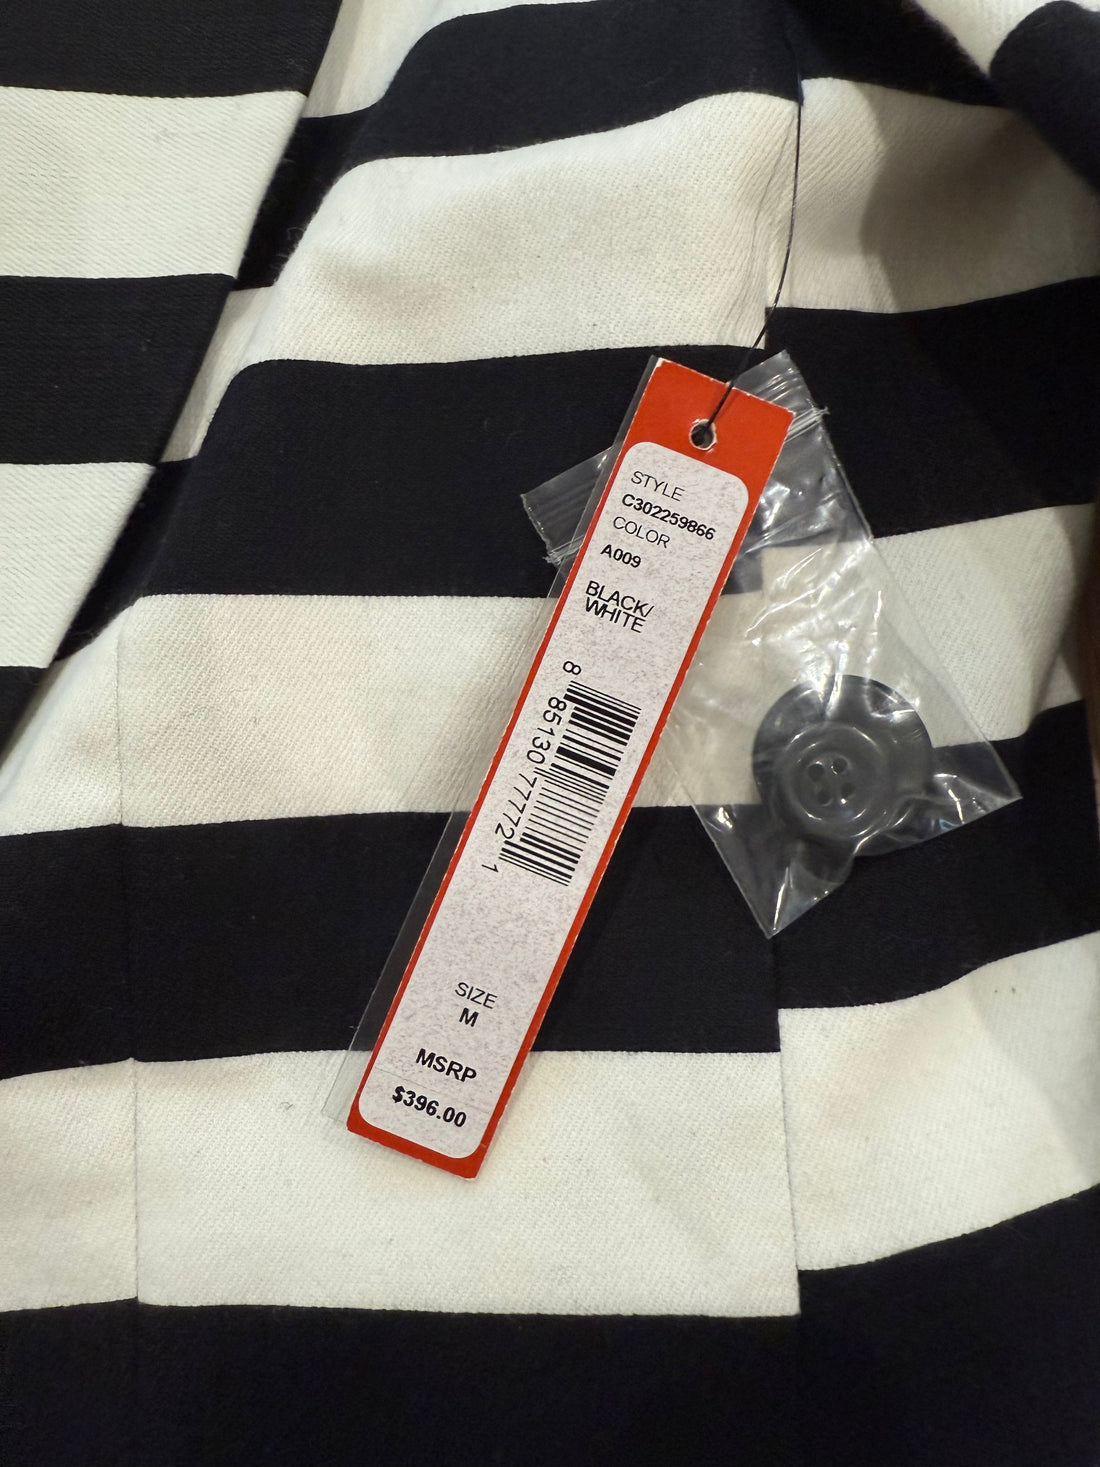 STYLE
C302259866
COLOR
A009
BLACK/
WHITE
8 85130 77772 1
SIZE
M
MSRP
$396.00